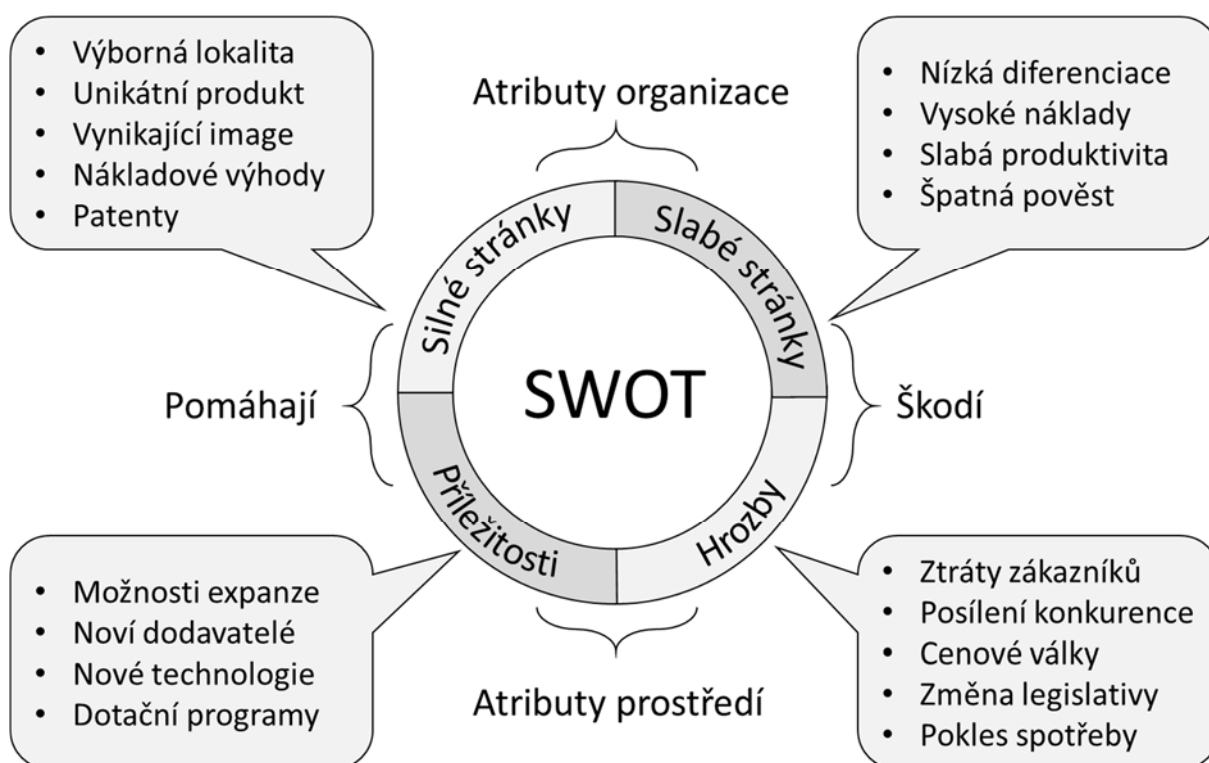 • Výborná lokalita
• Unikátní produkt
• Vynikající image
• Nákladové výhody
• Patenty
Atributy organizace
• Nízká diferenciace
• Vysoké náklady
• Slabá produktivita
• Špatná pověst
Silné stránky
Slabé stránky
Pomáhají
SWOT
Škodí
Příležitosti
Hrozby
• Možnosti expanze
• Noví dodavatelé
• Nové technologie
• Dotační programy
Atributy prostředí
• Ztráty zákazníků
• Posílení konkurence
• Cenové války
• Změna legislativy
• Pokles spotřeby